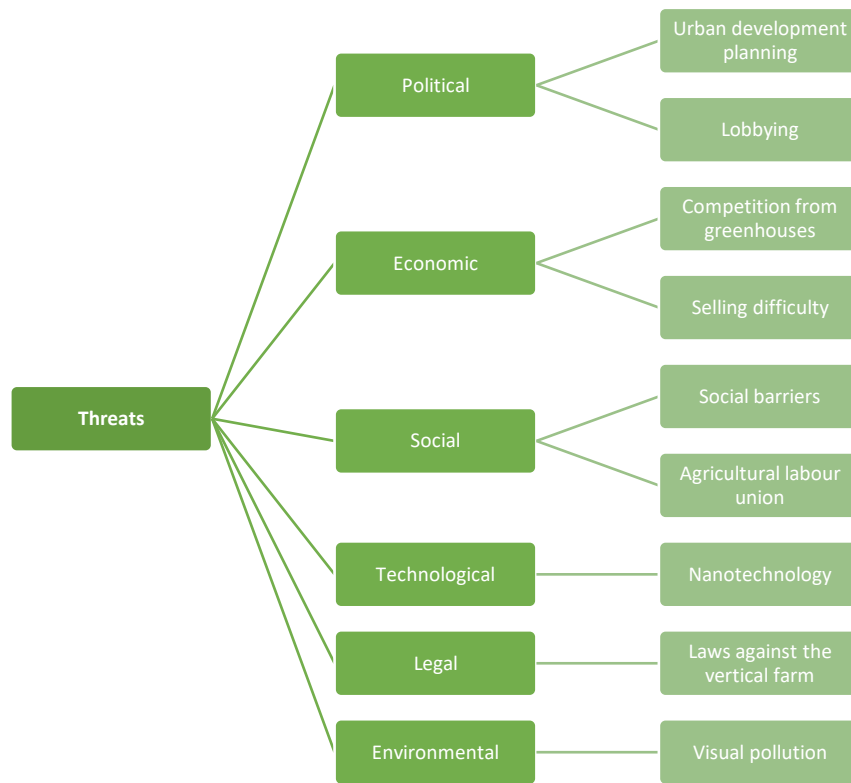 Threats
Political
Urban development
planning
Lobbying
Economic
Competition from
greenhouses
Selling difficulty
Social
Social barriers
Agricultural labour
union
Technological
Nanotechnology
Legal
Laws against the
vertical farm
Environmental
Visual pollution